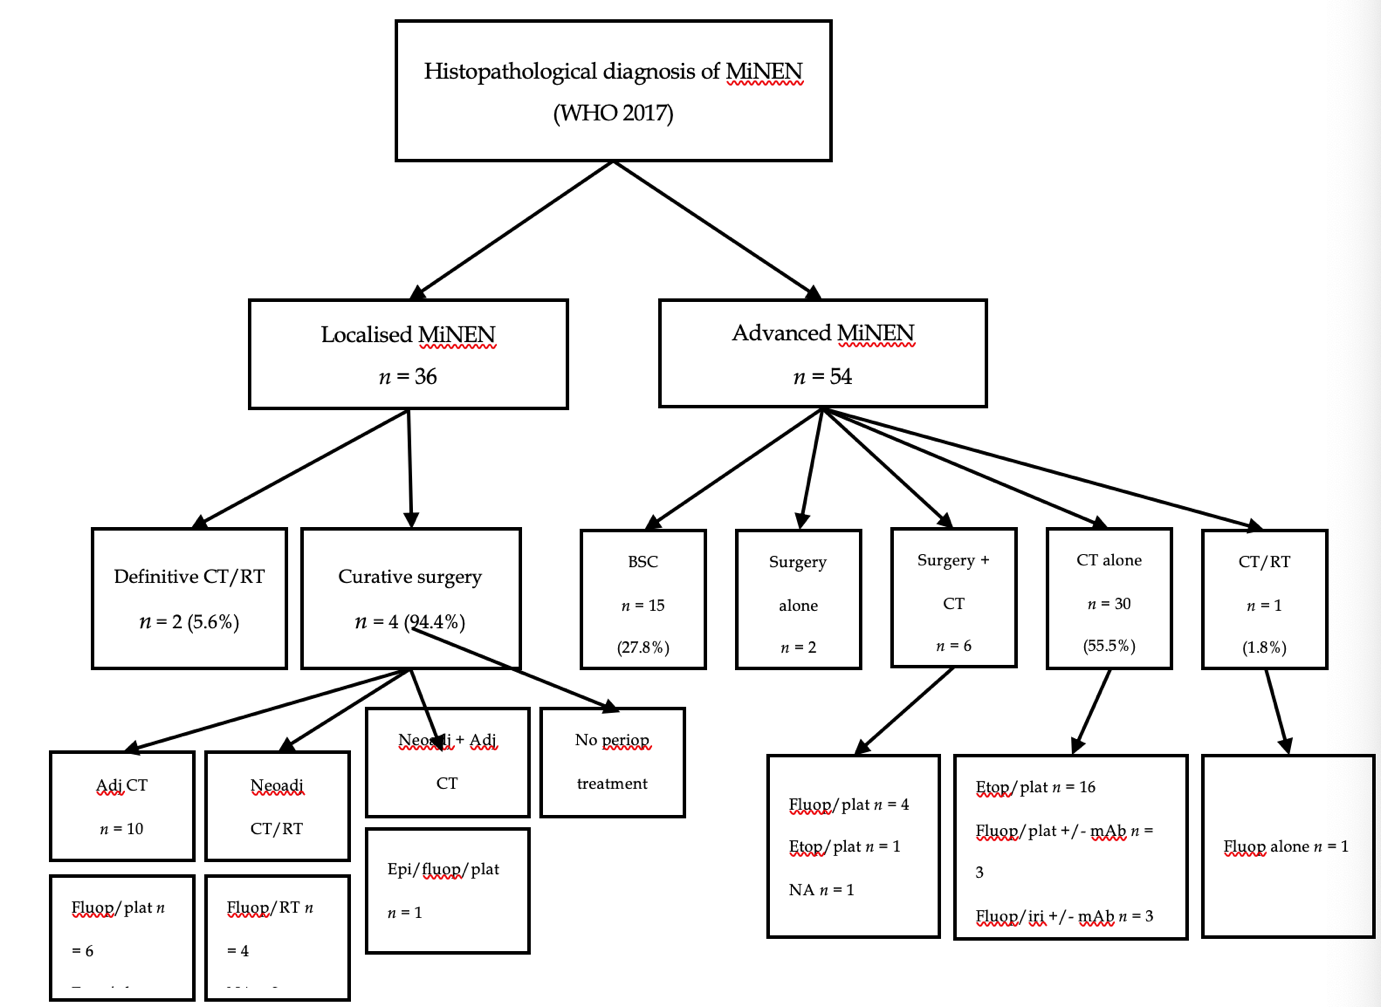 Histopathological diagnosis of MiNEN
(WHO 2017)
Localised MiNEN
n = 36
Advanced MiNEN
n = 54
Definitive CT/RT
n = 2 (5.6%)
Curative surgery
n = 4 (94.4%)
BSC
n = 15
(27.8%)
Surgery
alone
n = 2
Surgery +
CT
n = 6
CT alone
n = 30
(55.5%)
CT/RT
n = 1
(1.8%)
Adj CT
n = 10
Neoadj
CT/RT
Neoadj + Adj
CT
No periop
treatment
Fluop/plat n
= 6
Fluop/RT n
= 4
Epi/fluop/plat
n = 1
Fluop/plat n = 4
Etop/plat n = 1
NA n = 1
Etop/plat n = 16
Fluop/plat +/- mAb n =
3
Fluop/iri +/- mAb n = 3
Fluop alone n = 1